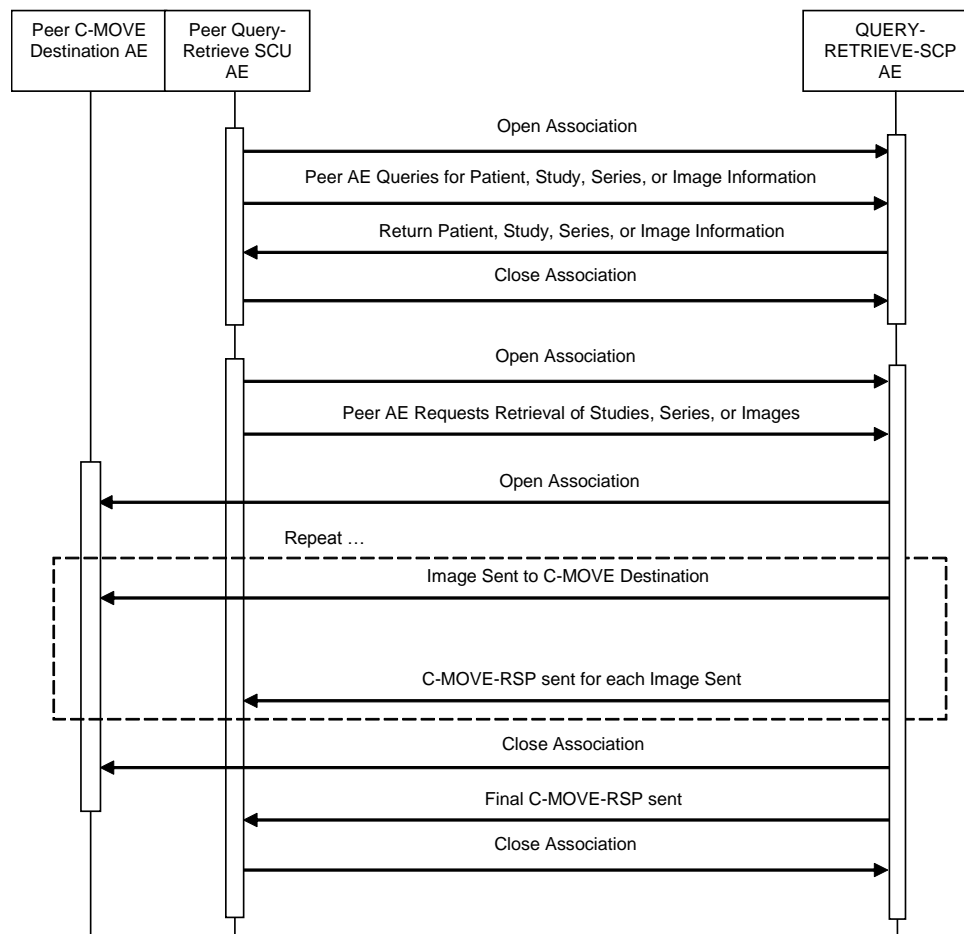 Peer C-MOVE
Destination AE
Peer Query-
Retrieve SCU
AE
QUERY-
RETRIEVE-SCP
AE
Open Association
Peer AE Queries for Patient, Study, Series, or Image Information
Return Patient, Study, Series, or Image Information
Close Association
Open Association
Peer AE Requests Retrieval of Studies, Series, or Images
Open Association
Repeat …
Image Sent to C-MOVE Destination
C-MOVE-RSP sent for each Image Sent
Close Association
Final C-MOVE-RSP sent
Close Association